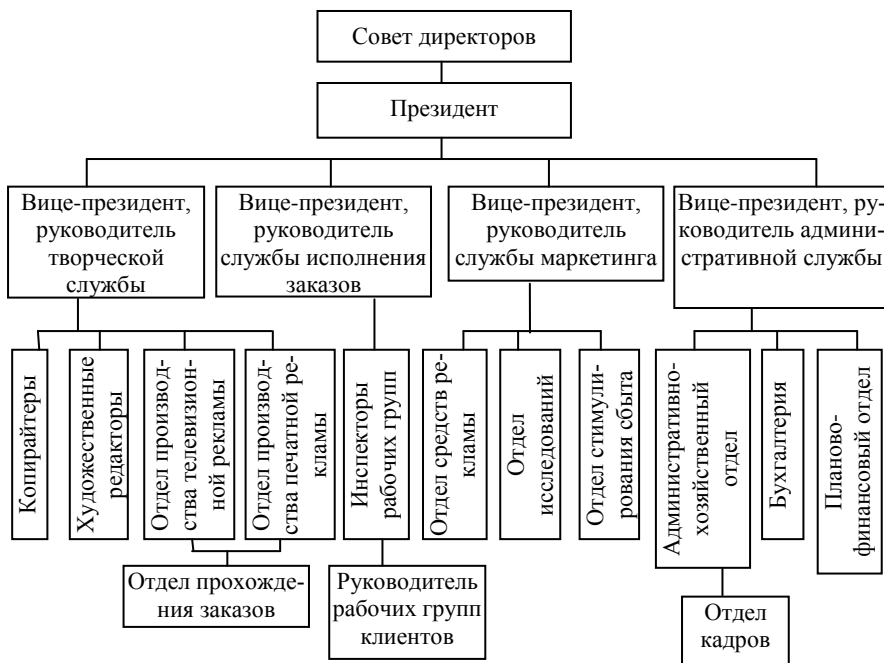 Совет директоров
Президент
Вице-президент,
руководитель
творческой
службы
Вице-президент,
руководитель
службы исполнения
заказов
Вице-президент,
руководитель
службы маркетинга
Вице-президент, ру-
ководитель админи-
стративной службы
Копирайтеры
Художественные
редакторы
Отдел производ-
ства телевизион-
ной рекламы
Отдел производ-
ства печатной ре-
кламы
Инспекторы
рабочих групп
Отдел средств ре-
кламы
Отдел
исследований
Отдел стимули-
рования сбыта
Административно-
хозяйственный
отдел
Бухгалтерия
Планово-
финансовый отдел
Отдел прохожде-
ния заказов
Руководитель
рабочих групп
клиентов
Отдел
кадров